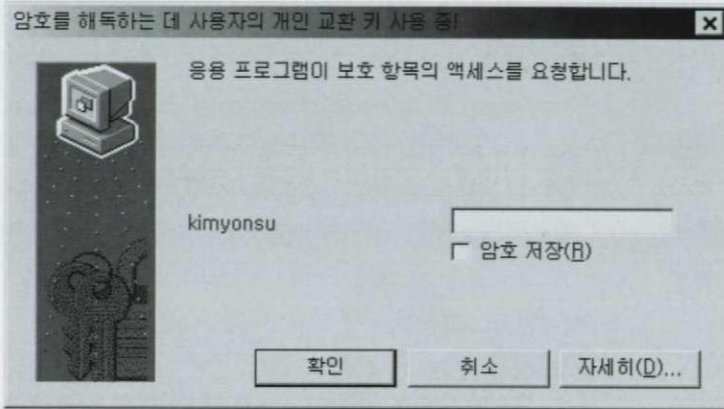 암호를 해독하는 데 사용자의 개인 교환 키 사용 중!
응용 프로그램이 보호 항목의 액세스를 요청합니다.
kimyonsu
암호 저장(R)
확인
취소
자세히(D)...